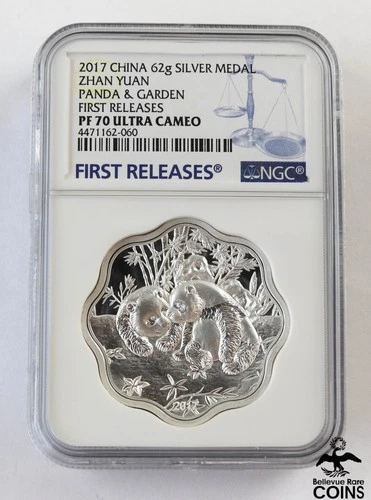 2017 CHINA 62g SILVER MEDAL
ZHAN YUAN
PANDA & GARDEN
FIRST RELEASES
PF 70 ULTRA CAMEO
4471162-060
FIRST RELEASES®
NGC®
2017
Bellevue Rare
COINS